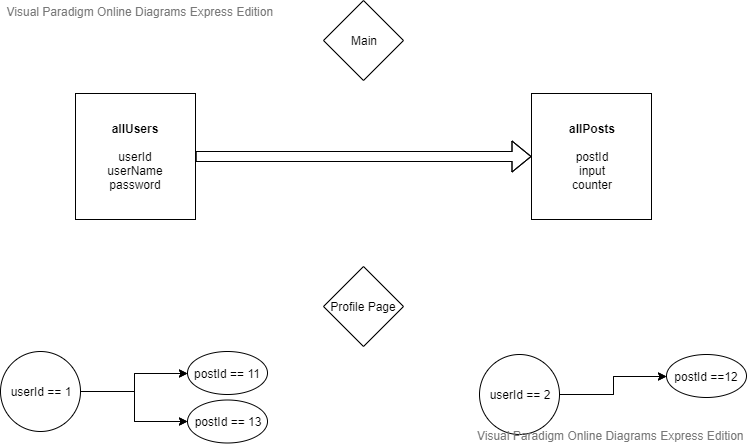 Visual Paradigm Online Diagrams Express Edition
Main
allUsers
userId
userName
password
allPosts
postId
input
counter
Profile Page
userId == 1
postId == 11
postId == 13
userId == 2
postId ==12
Visual Paradigm Online Diagrams Express Edition